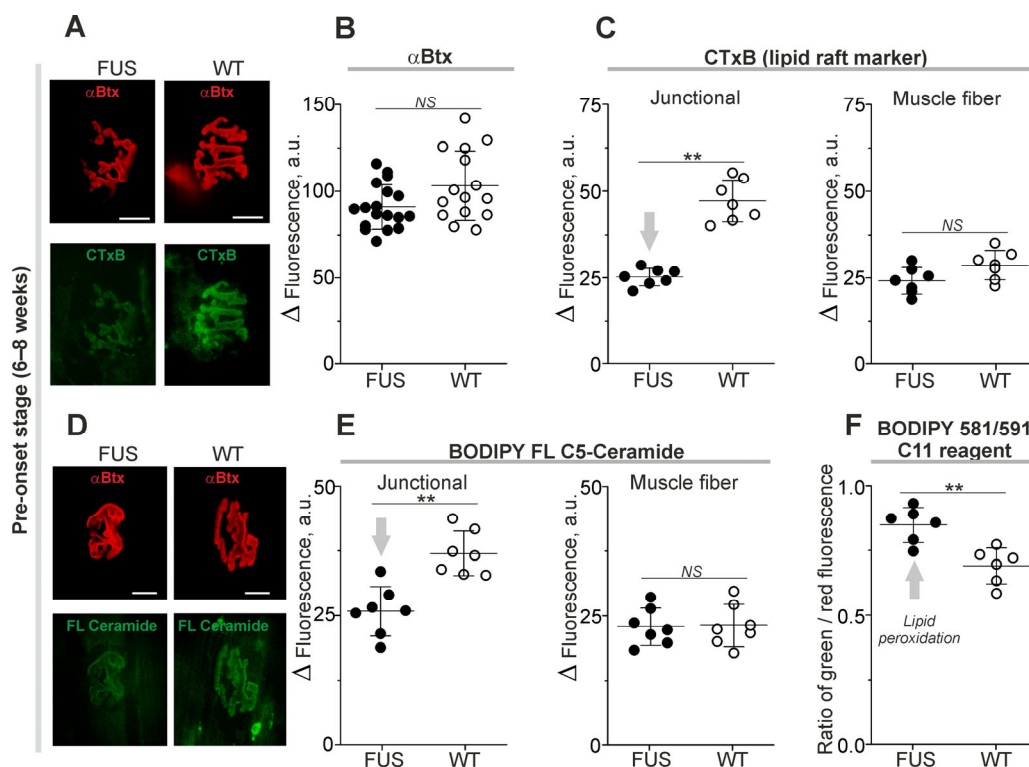 Pre-onset stage (6–8 weeks)
A
FUS WT
αBtx αBtx
CTxB CTxB
B
αBtx
NS
Δ Fluorescence, a.u.
150
100
50
0
FUS WT
C
CTxB (lipid raft marker)
Junctional
**
Δ Fluorescence, a.u.
75
50
25
0
FUS WT
Muscle fiber
NS
Δ Fluorescence, a.u.
75
50
25
0
FUS WT
D
FUS WT
αBtx αBtx
FL Ceramide FL Ceramide
E
BODIPY FL C5-Ceramide
Junctional
**
Δ Fluorescence, a.u.
50
25
0
FUS WT
Muscle fiber
NS
Δ Fluorescence, a.u.
50
25
0
FUS WT
F
BODIPY 581/591
C11 reagent
**
Ratio of green / red fluorescence
1.0
0.5
0.0
Lipid
peroxidation
FUS WT